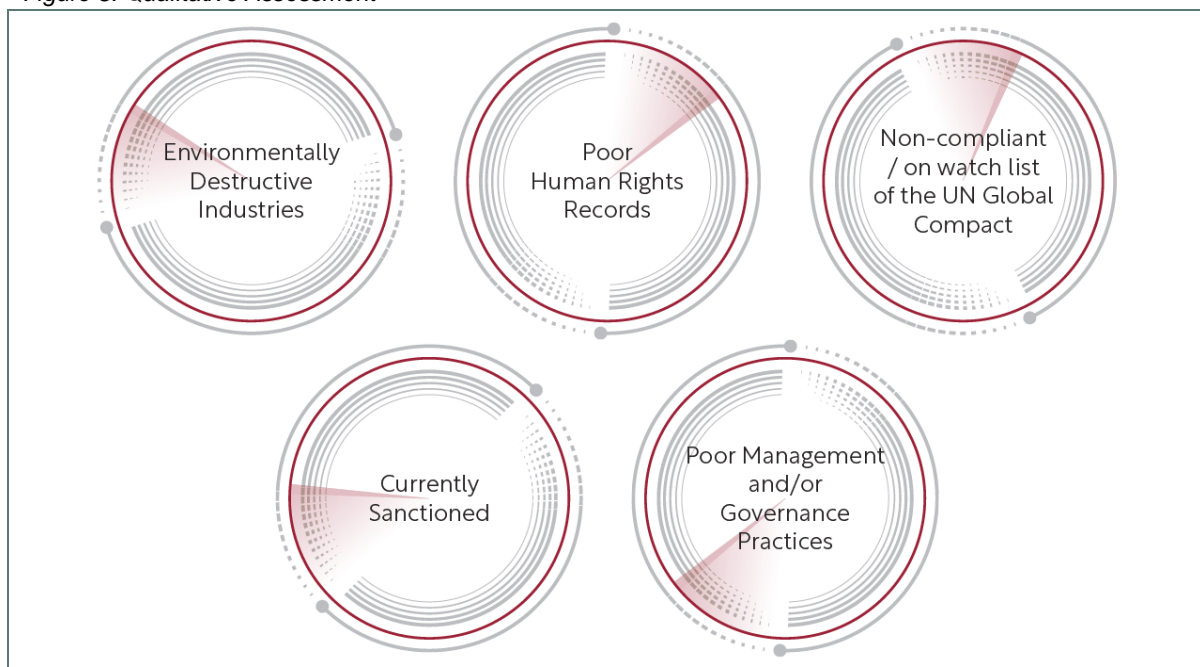 Figure 3: Qualitative Assessment
Environmentally
Destructive
Industries
Poor
Human Rights
Records
Non-compliant
/ on watch list
of the UN Global
Compact
Currently
Sanctioned
Poor Management
and/or
Governance
Practices